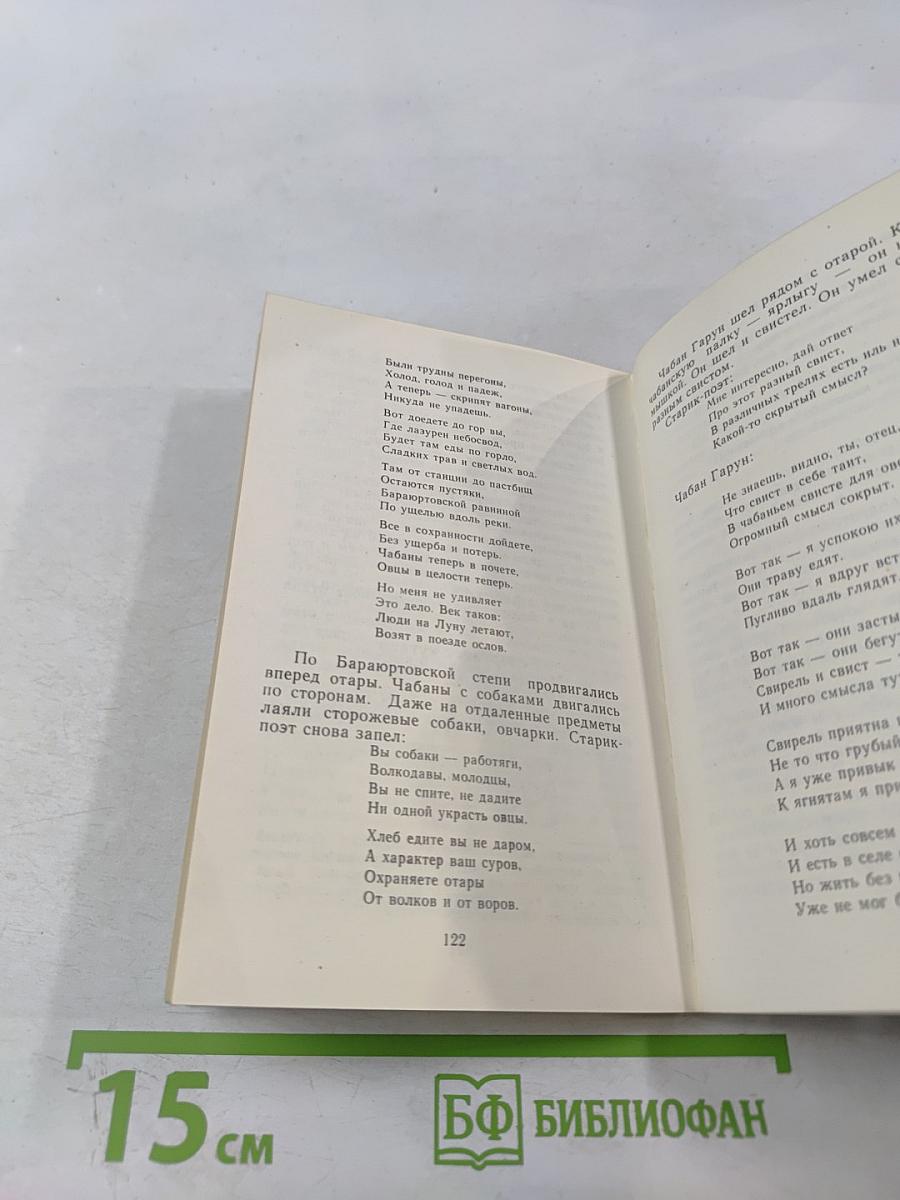 Были трудны перегоны,
Холод, голод и падеж,
А теперь — скрипят вагоны,
Никуда не упадешь.
Вот доедете до гор вы,
Где лазурен небосвод,
Будет там еды по горло,
Сладких трав и светлых вод.
Там от станции до пастбищ
Остаются пустяки,
Бараюртовской равниной
По ущелью вдоль реки.
Все в сохранности дойдете,
Без ущерба и потерь.
Чабаны теперь в почете,
Овцы в целости теперь.
Но меня не удивляет
Это дело. Век таков:
Люди на Луну летают,
Возят в поезде ослов.
По Бараюртовской степи продвигались
вперед отары. Чабаны с собаками двигались
по сторонам. Даже на отдаленные предметы
лаяли сторожевые собаки, овчарки. Старик-
поэт снова запел:
Вы собаки — работяги,
Волкодавы, молодцы,
Вы не спите, не дадите
Ни одной украсть овцы.
Хлеб едите вы не даром,
А характер ваш суров,
Охраняете отары
От волков и от воров.
122
Чабан Гарун шел рядом с отарой.
чабанскую палку — ярлыгу — он
мышкой. Он шел и свистел. Он умел
разным свистом.
Старик-поэт:
Мне интересно, дай ответ
Про этот разный свист,
В различных трелях есть иль
Какой-то скрытый смысл?
Чабан Гарун:
Не знаешь, видно, ты, отец,
Что свист в себе таит,
В чабаньем свисте для
Огромный смысл сокрыт.
Вот так — я успокою
Они траву едят.
Вот так — я вдруг
Пугливо вдаль глядят.
Вот так — они
Вот так — они
Свирель и свист —
И много смысла
Свирель приятна
Не то что грубый
А я уже привык
К ягнятам я
И хоть совсем
И есть в селе
Но жить без
Уже не мог
15 см
БФ БИБЛИОФАН